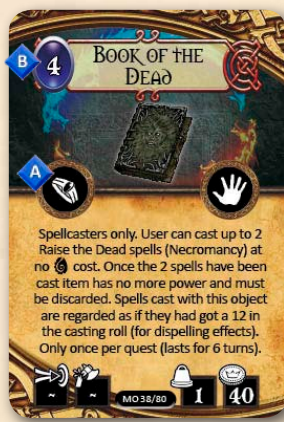 B
4
BOOK OF THE
DEAD
A
Spellcasters only. User can cast up to 2
Raise the Dead spells (Necromancy) at
no cost. Once the 2 spells have been
cast item has no more power and must
be discarded. Spells cast with this object
are regarded as if they had got a 12 in
the casting roll (for dispelling effects).
Only once per quest (lasts for 6 turns).
~ ~ MO38/80 1 40